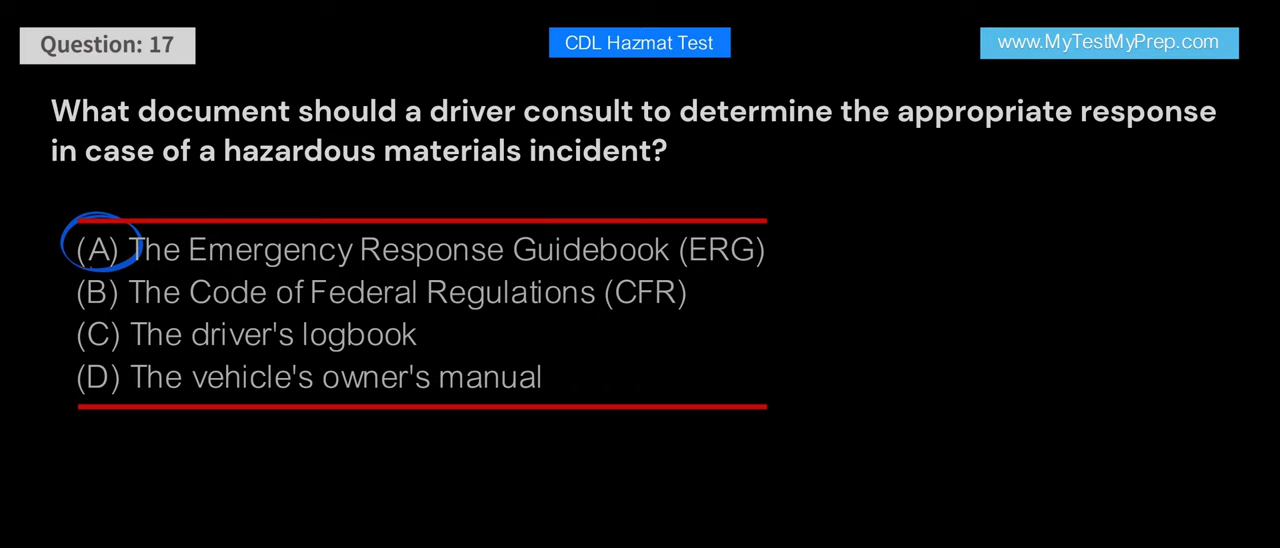 Question: 17
CDL Hazmat Test
www.MyTestMyPrep.com
What document should a driver consult to determine the appropriate response
in case of a hazardous materials incident?
(A) The Emergency Response Guidebook (ERG)
(B) The Code of Federal Regulations (CFR)
(C) The driver's logbook
(D) The vehicle's owner's manual